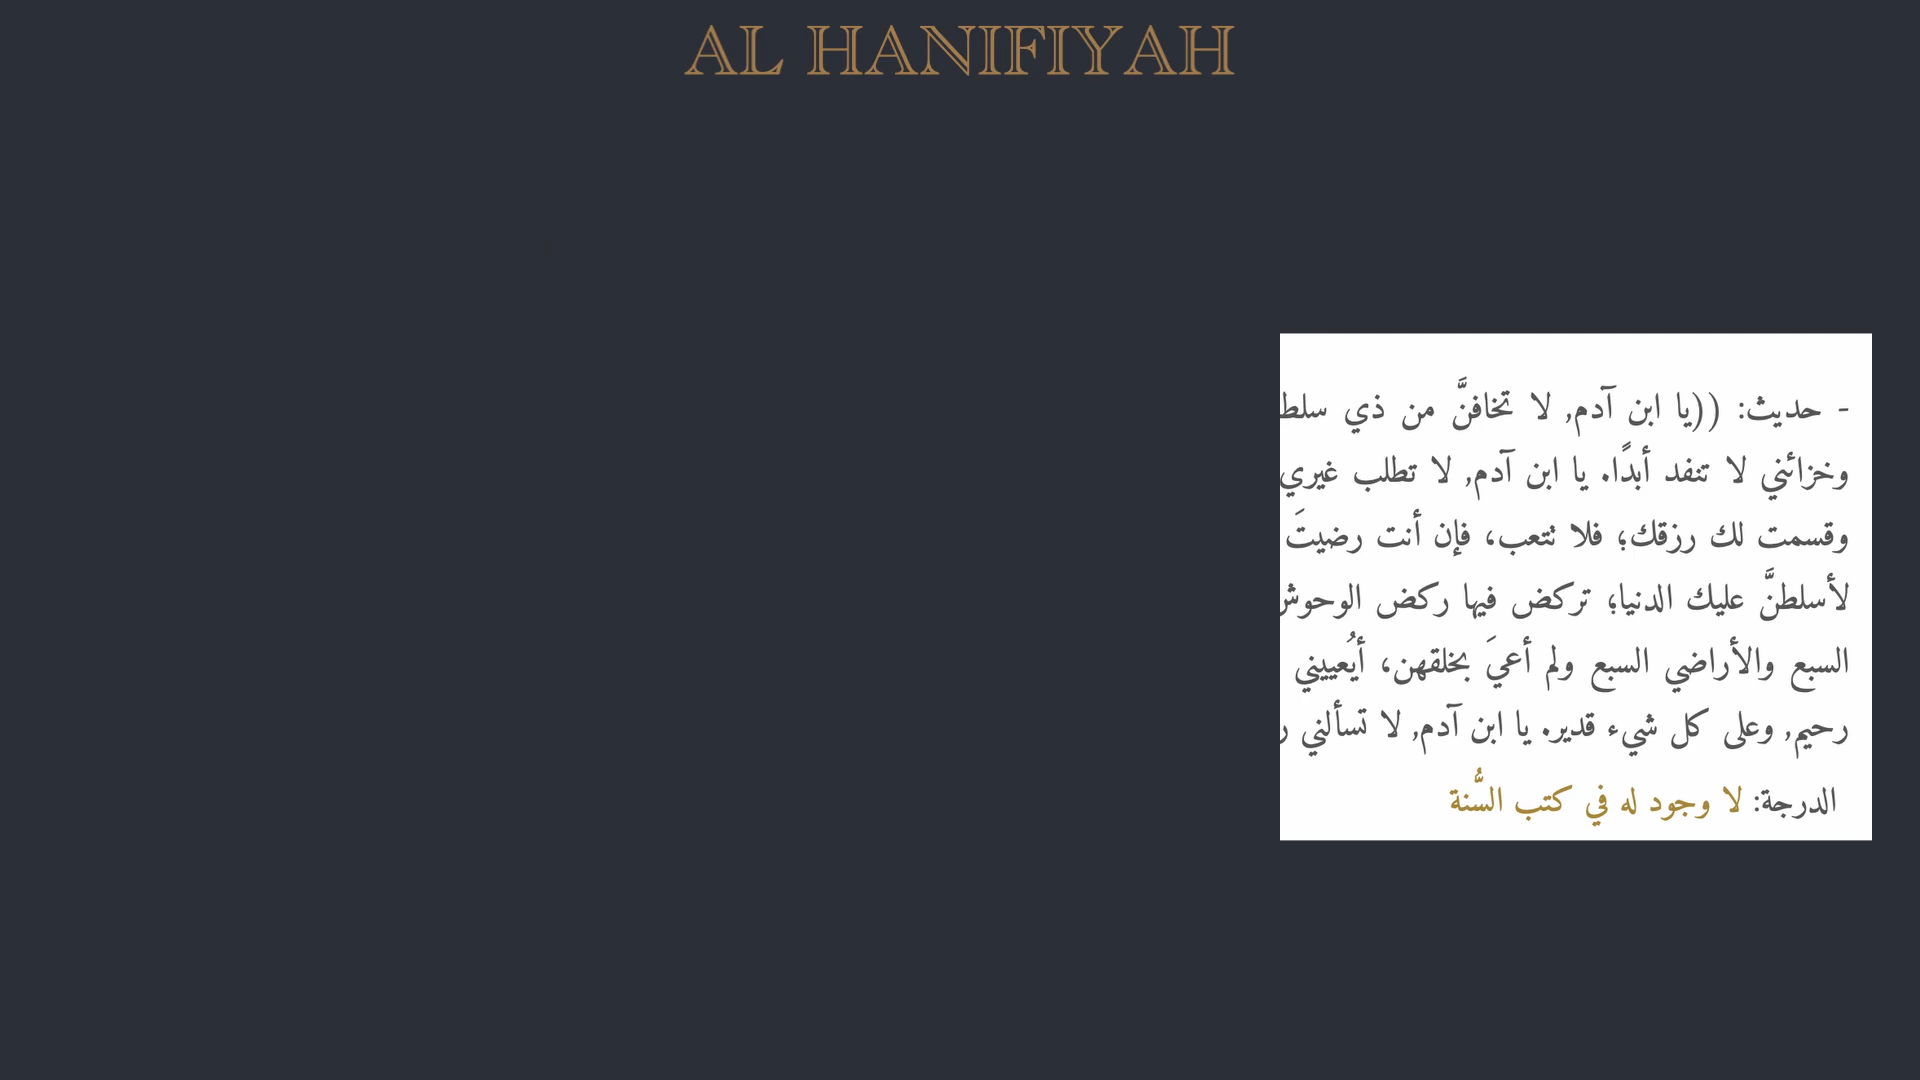 AL HANIFIYAH
- حديث: ((يا ابن آدم, لا تخافنَّ من ذي سلط
وخزائني لا تنفد أبدًا. يا ابن آدم, لا تطلب غيري
وقسمت لك رزقك؛ فلا تتعب، فإن أنت رضيتَ
لأسلطنَّ عليك الدنيا؛ تركض فيها ركض الوحوش
السبع والأراضي السبع ولم أعيَ بخلقهن، أيُعييني
رحيم, وعلى كل شيء قدير. يا ابن آدم, لا تسألني ر
الدرجة: لا وجود له في كتب السُّنة